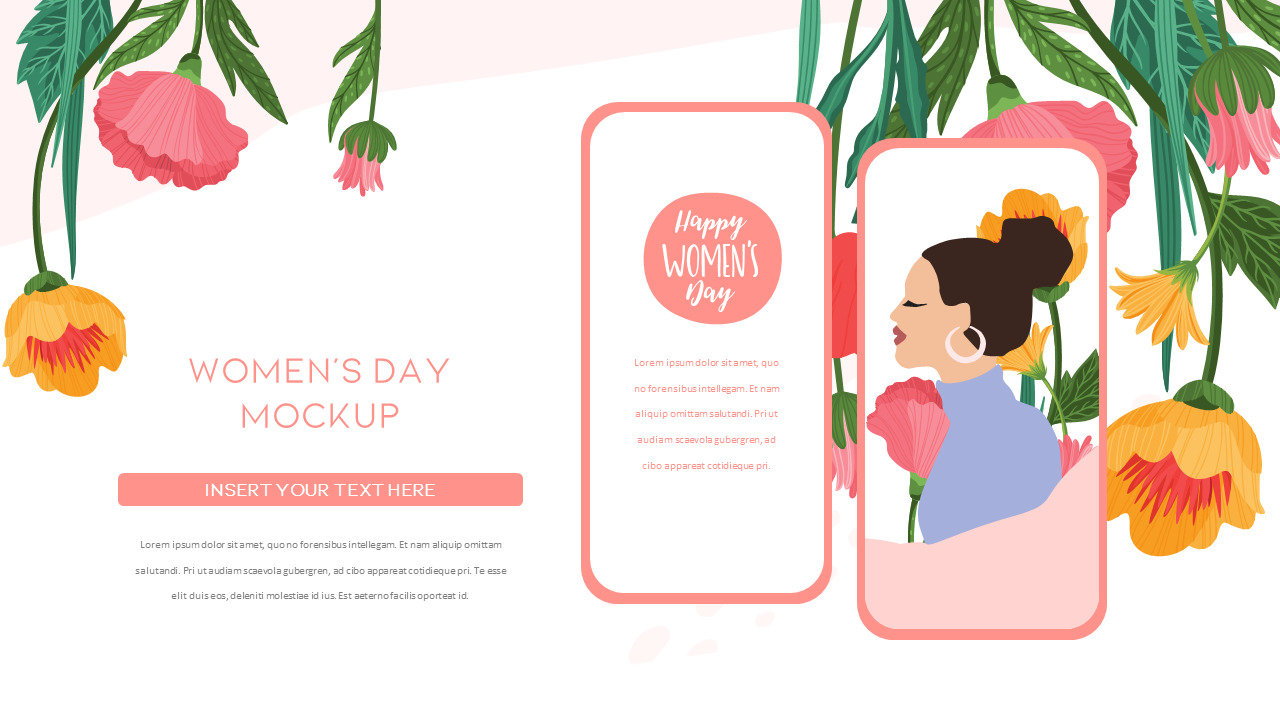 WOMEN'S DAY
MOCKUP
INSERT YOUR TEXT HERE
Lorem ipsum dolor sit amet, quo no forensibus intellegam. Et nam aliquip omittam
salutandi. Pri ut audiam scaevola gubergren, ad cibo appareat cotidieque pri. Te esse
elit duis eos, deleniti molestiae id ius. Est aeterno facilis oporteat id.
Happy
WOMEN'S
Day
Lorem ipsum dolor sit amet, quo
no forensibus intellegam. Et nam
aliquip omittam salutandi. Pri ut
audiam scaevola gubergren, ad
cibo appareat cotidieque pri.